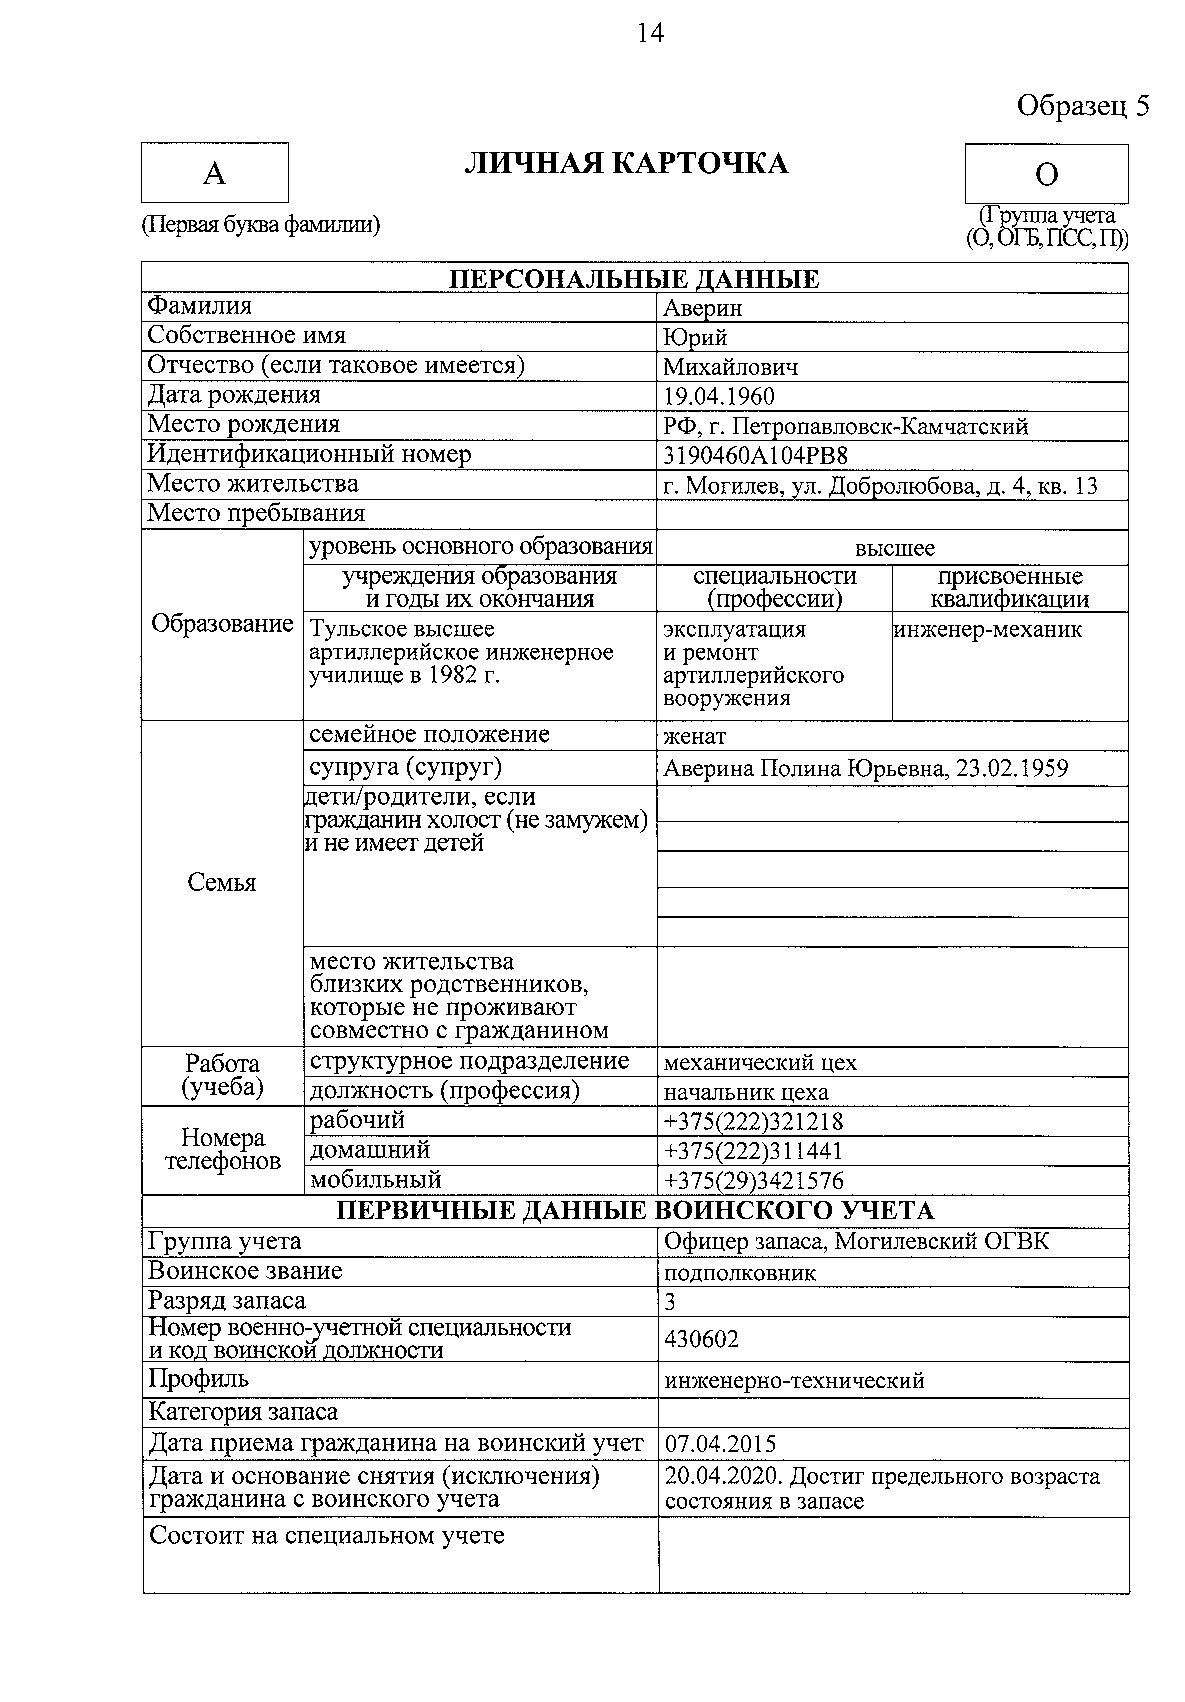 14
Образец 5
А
ЛИЧНАЯ КАРТОЧКА
О
(Первая буква фамилии)
(Группа учета
(О, ОГБ, ПСС, П))
ПЕРСОНАЛЬНЫЕ ДАННЫЕ
Фамилия Аверин
Собственное имя Юрий
Отчество (если таковое имеется) Михайлович
Дата рождения 19.04.1960
Место рождения РФ, г. Петропавловск-Камчатский
Идентификационный номер 3190460А104РВ8
Место жительства г. Могилев, ул. Добролюбова, д. 4, кв. 13
Место пребывания
Образование
уровень основного образования высшее
учреждения образования
и годы их окончания
специальности
(профессии)
присвоенные
квалификации
Тульское высшее
артиллерийское инженерное
училище в 1982 г.
эксплуатация
и ремонт
артиллерийского
вооружения
инженер-механик
Семья
семейное положение женат
супруга (супруг) Аверина Полина Юрьевна, 23.02.1959
дети/родители, если
гражданин холост (не замужем)
и не имеет детей
место жительства
близких родственников,
которые не проживают
совместно с гражданином
Работа
(учеба)
структурное подразделение механический цех
должность (профессия) начальник цеха
Номера
телефонов
рабочий +375(222)321218
домашний +375(222)311441
мобильный +375(29)3421576
ПЕРВИЧНЫЕ ДАННЫЕ ВОИНСКОГО УЧЕТА
Группа учета Офицер запаса, Могилевский ОГВК
Воинское звание подполковник
Разряд запаса 3
Номер военно-учетной специальности
и код воинской должности
430602
Профиль инженерно-технический
Категория запаса
Дата приема гражданина на воинский учет 07.04.2015
Дата и основание снятия (исключения)
гражданина с воинского учета
20.04.2020. Достиг предельного возраста
состояния в запасе
Состоит на специальном учете